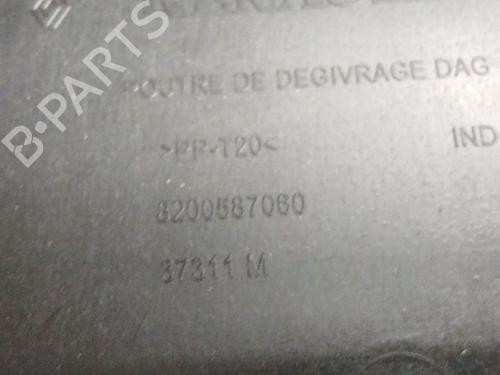 POUTRE DE DEGIVRAGE DAG
>PP-T20< IND
8200587060
37311 M
B-PARTS